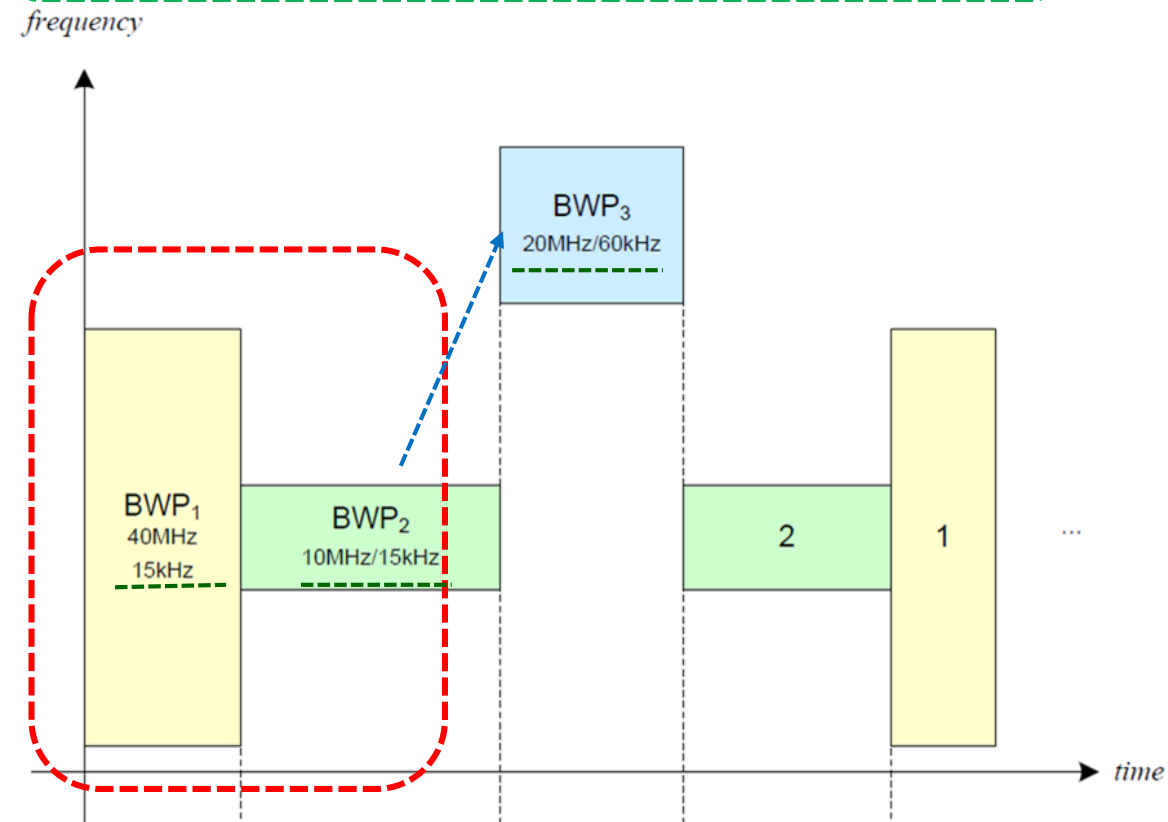 frequency
BWP₃
20MHz/60kHz
BWP₁
40MHz
15kHz
BWP₂
10MHz/15kHz
2
1
...
time